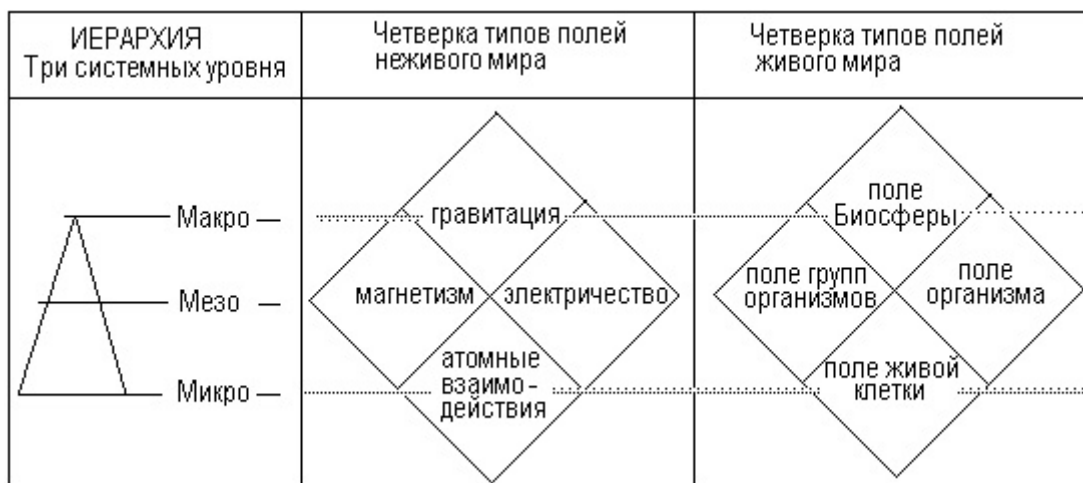 ИЕРАРХИЯ
Три системных уровня
Четверка типов полей
неживого мира
Четверка типов полей
живого мира
Макро —
Мезо —
Микро —
гравитация
магнетизм
электричество
атомные
взаимо -
действия
поле
Биосферы
поле групп
организмов
поле
организма
поле живой
клетки